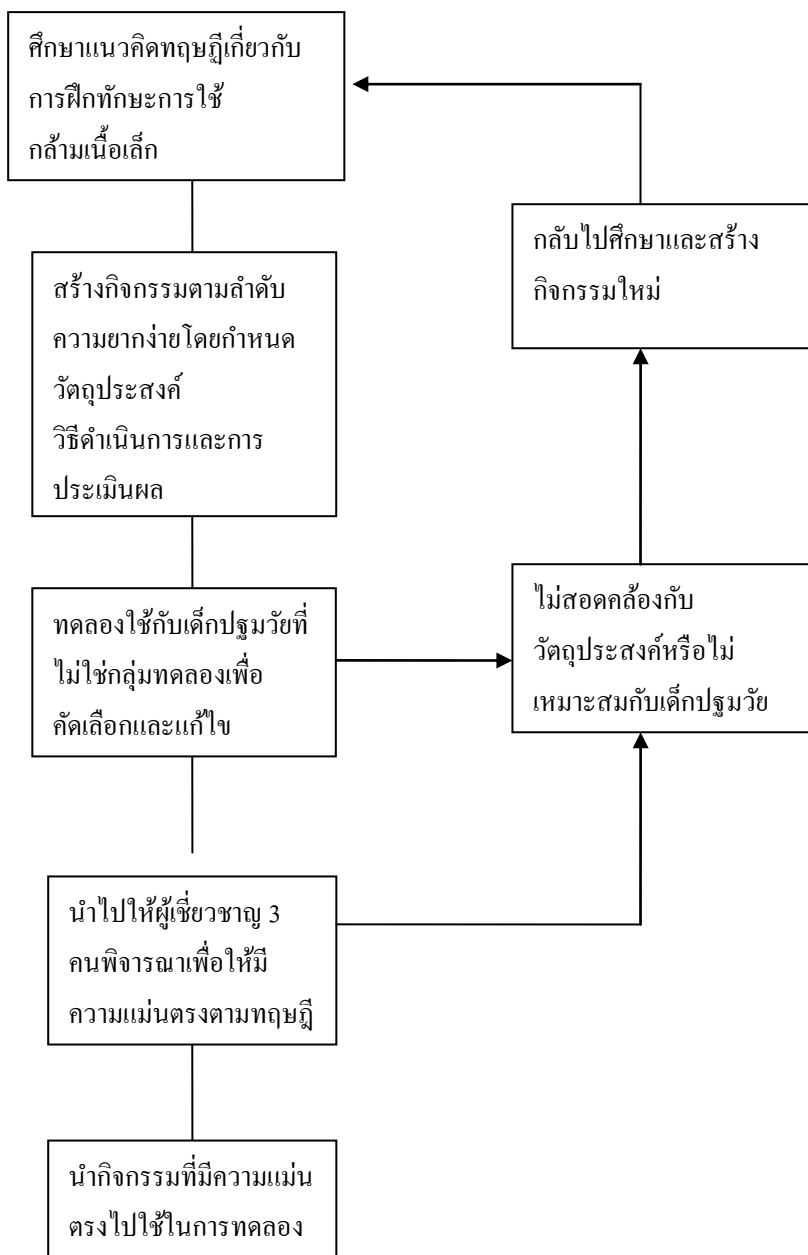 ศึกษาแนวคิดทฤษฏีเกี่ยวกับ
การฝึกทักษะการใช้
กล้ามเนื้อเล็ก
สร้างกิจกรรมตามลำดับ
ความยากง่ายโดยกำหนด
วัตถุประสงค์
วิธีดำเนินการและการ
ประเมินผล
ทดลองใช้กับเด็กปฐมวัยที่
ไม่ใช่กลุ่มทดลองเพื่อ
คัดเลือกและแก้ไข
นำไปให้ผู้เชี่ยวชาญ 3
คนพิจารณาเพื่อให้มี
ความแม่นตรงตามทฤษฎี
นำกิจกรรมที่มีความแม่น
ตรงไปใช้ในการทดลอง
ไม่สอดคล้องกับ
วัตถุประสงค์หรือไม่
เหมาะสมกับเด็กปฐมวัย
กลับไปศึกษาและสร้าง
กิจกรรมใหม่